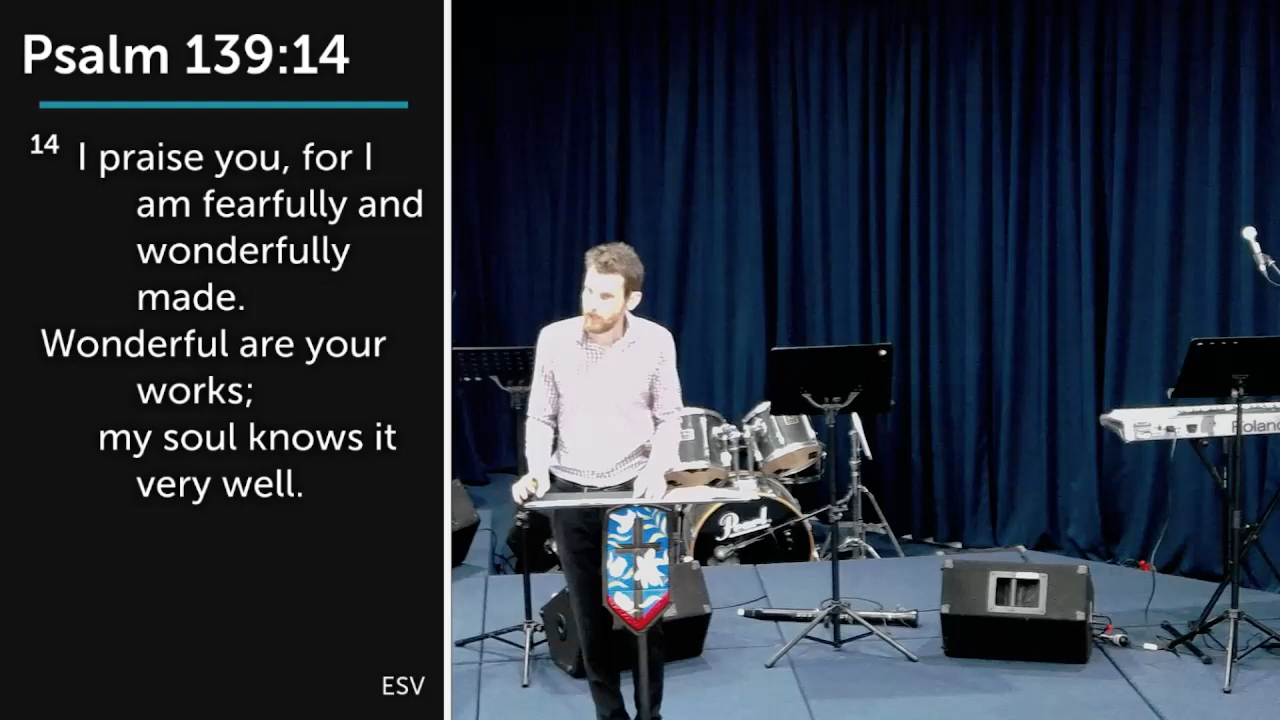 Psalm 139:14
14 I praise you, for I
am fearfully and
wonderfully
made.
Wonderful are your
works;
my soul knows it
very well.
ESV
Pearl
Roland